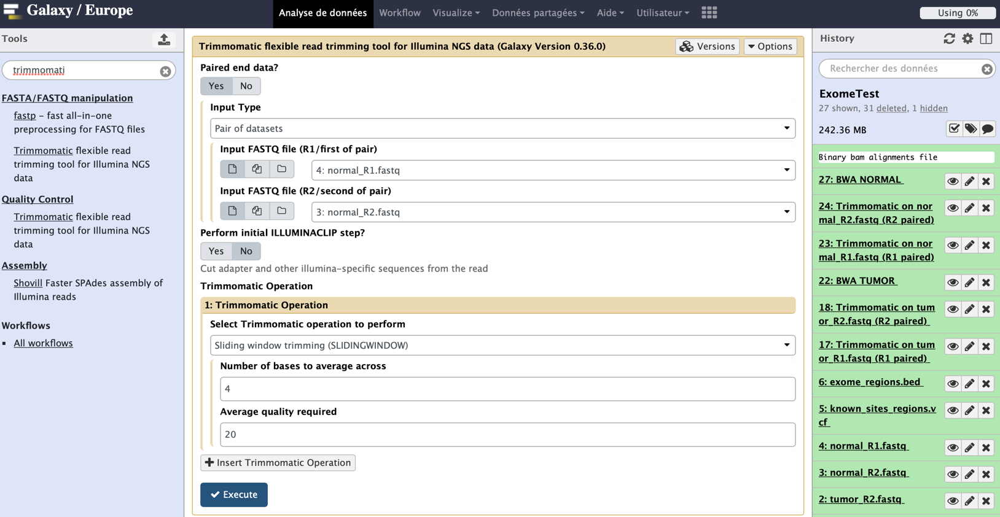 Galaxy / Europe
Analyse de données
Workflow
Visualize
Données partagées
Aide
Utilisateur
Using 0%
Tools
trimmomati
FASTA/FASTQ manipulation
fastp - fast all-in-one
preprocessing for FASTQ files
Trimmomatic flexible read
trimming tool for Illumina NGS
data
Quality Control
Trimmomatic flexible read
trimming tool for Illumina NGS
data
Assembly
Shovill Faster SPAdes assembly of
Illumina reads
Workflows
All workflows
Trimmomatic flexible read trimming tool for Illumina NGS data (Galaxy Version 0.36.0)
Versions
Options
Paired end data?
Yes No
Input Type
Pair of datasets
Input FASTQ file (R1/first of pair)
4: normal_R1.fastq
Input FASTQ file (R2/second of pair)
3: normal_R2.fastq
Perform initial ILLUMINACLIP step?
Yes No
Cut adapter and other illumina-specific sequences from the read
Trimmomatic Operation
1: Trimmomatic Operation
Select Trimmomatic operation to perform
Sliding window trimming (SLIDINGWINDOW)
Number of bases to average across
4
Average quality required
20
Insert Trimmomatic Operation
Execute
History
Rechercher des données
ExomeTest
27 shown, 31 deleted, 1 hidden
242.36 MB
Binary bam alignments file
27: BWA NORMAL
24: Trimmomatic on nor
mal_R2.fastq (R2 paired)
23: Trimmomatic on nor
mal_R1.fastq (R1 paired)
22: BWA TUMOR
18: Trimmomatic on tum
or_R2.fastq (R2 paired)
17: Trimmomatic on tum
or_R1.fastq (R1 paired)
6: exome_regions.bed
5: known_sites_regions.v
cf
4: normal_R1.fastq
3: normal_R2.fastq
2: tumor_R2.fastq